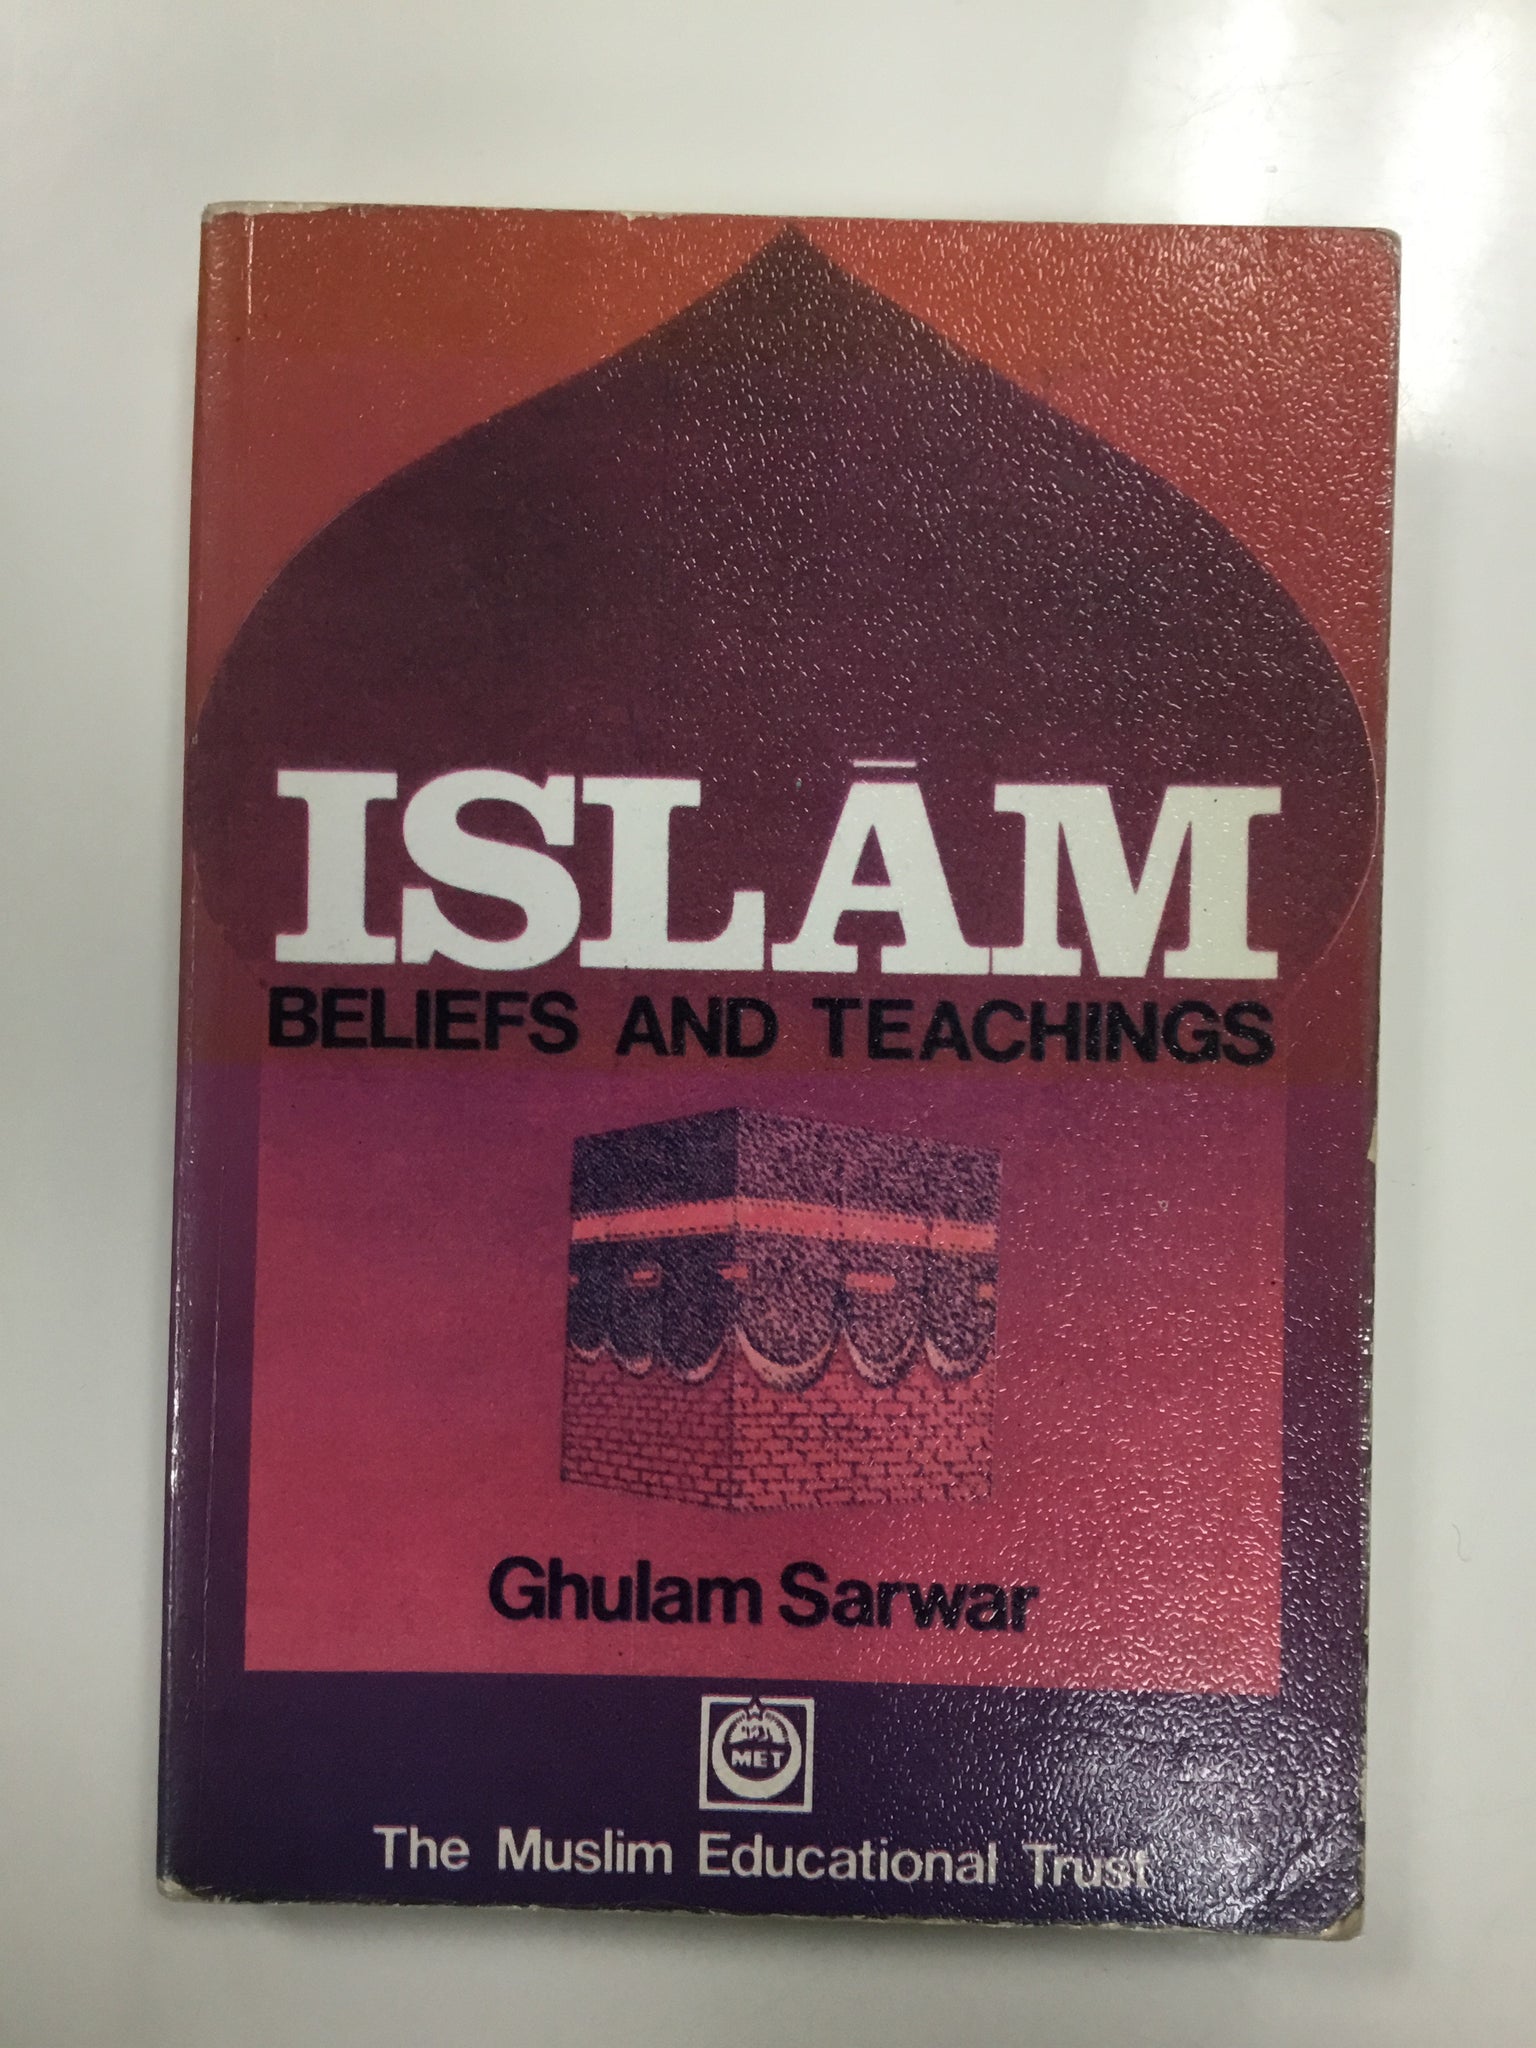 ISLĀM
BELIEFS AND TEACHINGS
Ghulam Sarwar
MET
The Muslim Educational Trust